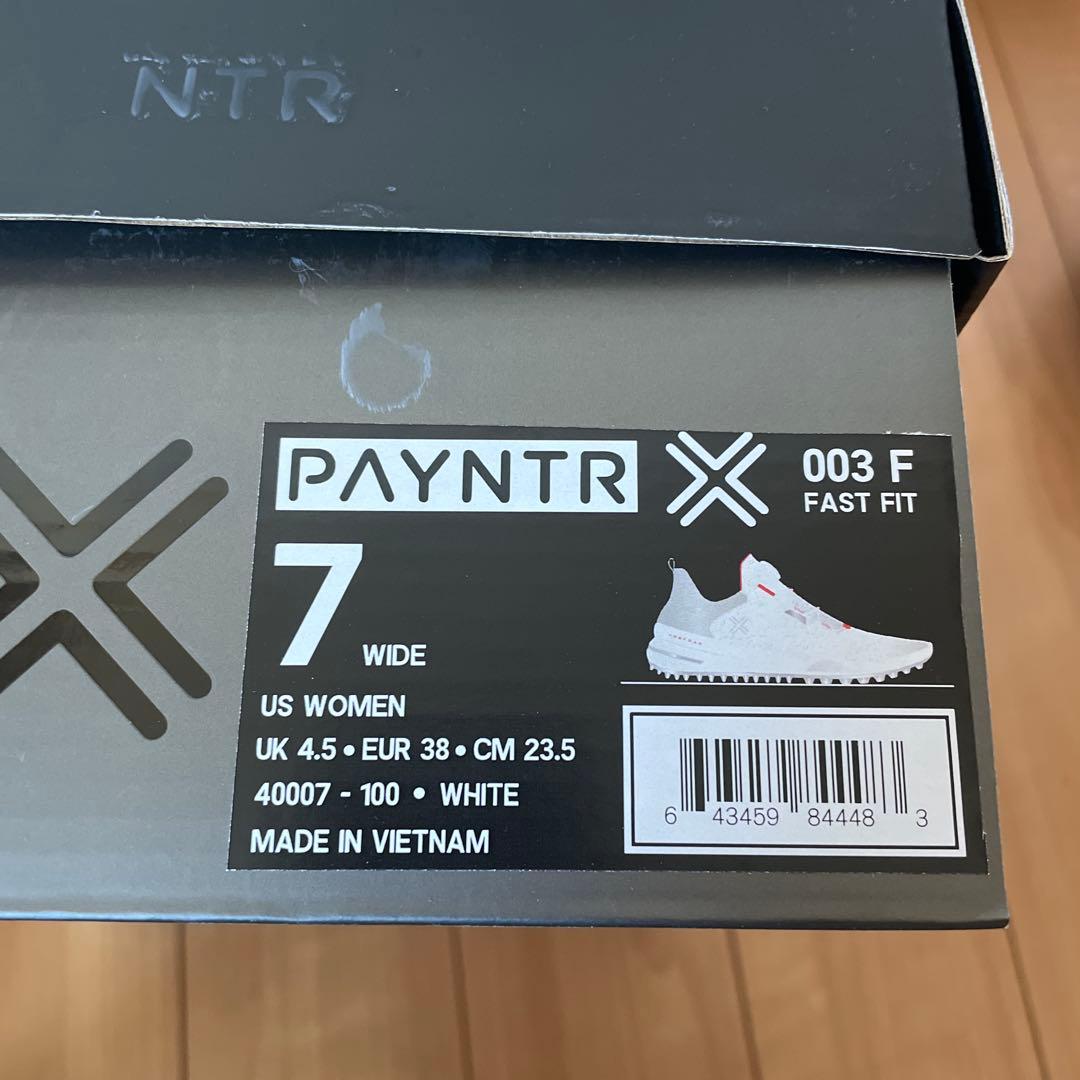 NTR
PAYNTR
003 F
FAST FIT
7 WIDE
US WOMEN
UK 4.5 • EUR 38 • CM 23.5
40007 - 100 • WHITE
MADE IN VIETNAM
6 43459 84448 3